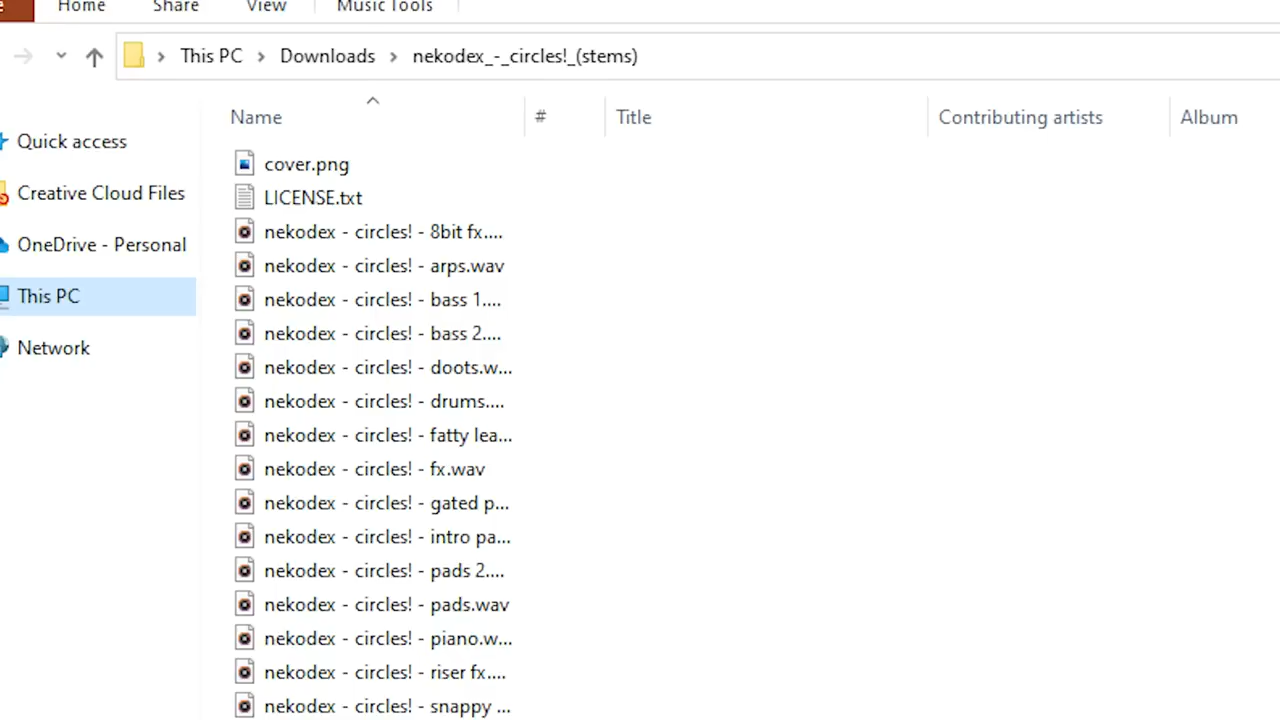 Home Share View Music Tools
This PC > Downloads > nekodex_-_circles!_(stems)
Name # Title Contributing artists Album
Quick access
Creative Cloud Files
OneDrive - Personal
This PC
Network
cover.png
LICENSE.txt
nekodex - circles! - 8bit fx....
nekodex - circles! - arps.wav
nekodex - circles! - bass 1....
nekodex - circles! - bass 2....
nekodex - circles! - doots.w...
nekodex - circles! - drums....
nekodex - circles! - fatty lea...
nekodex - circles! - fx.wav
nekodex - circles! - gated p...
nekodex - circles! - intro pa...
nekodex - circles! - pads 2....
nekodex - circles! - pads.wav
nekodex - circles! - piano.w...
nekodex - circles! - riser fx....
nekodex - circles! - snappy ...